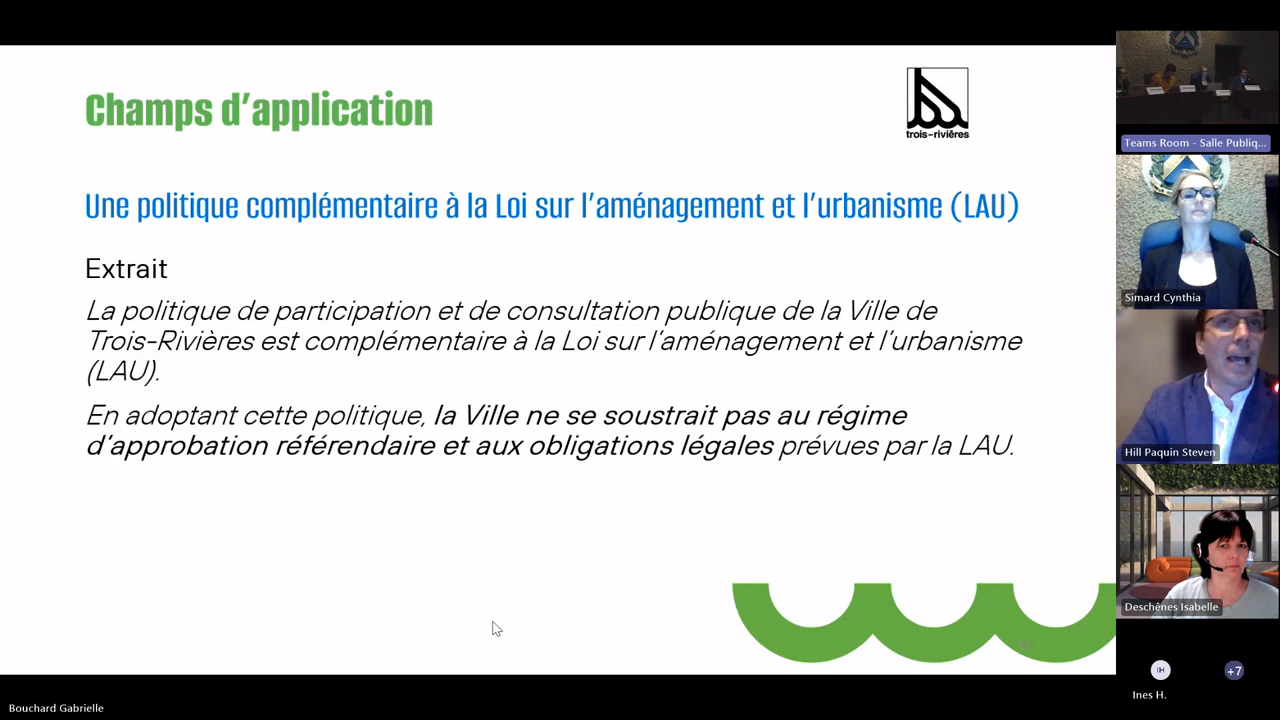 Champs d'application
trois-rivières
Une politique complémentaire à la Loi sur l'aménagement et l'urbanisme (LAU)
Extrait
La politique de participation et de consultation publique de la Ville de
Trois-Rivières est complémentaire à la Loi sur l'aménagement et l'urbanisme
(LAU).
En adoptant cette politique, la Ville ne se soustrait pas au régime
d'approbation référendaire et aux obligations légales prévues par la LAU.
Teams Room - Salle Publiq...
Simard Cynthia
Hill Paquin Steven
Deschênes Isabelle
IH
+7
Ines H.
Bouchard Gabrielle